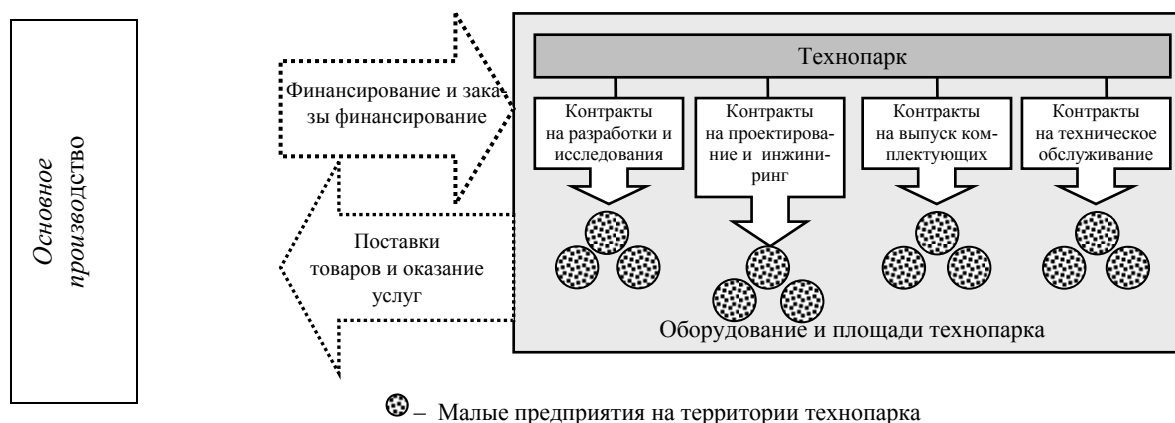 Основное
производство
Финансирование и зака
зы финансирование
Поставки
товаров и оказание
услуг
Технопарк
Контракты
на разработки и
исследования
Контракты
на проектирова-
ние и инжини-
ринг
Контракты
на выпуск ком-
плектующих
Контракты
на техническое
обслуживание
Оборудование и площади технопарка
– Малые предприятия на территории технопарка